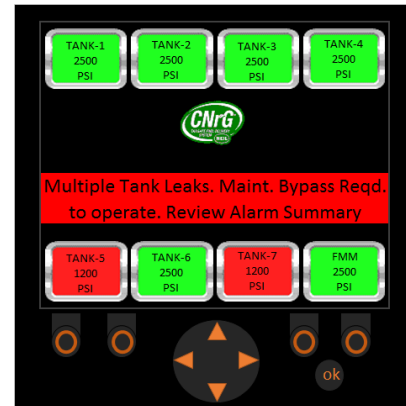 TANK-1
2500
PSI
TANK-2
2500
PSI
TANK-3
2500
PSI
TANK-4
2500
PSI
CNrG
Multiple Tank Leaks. Maint. Bypass Reqd.
to operate. Review Alarm Summary
TANK-5
1200
PSI
TANK-6
2500
PSI
TANK-7
1200
PSI
FMM
2500
PSI
ok